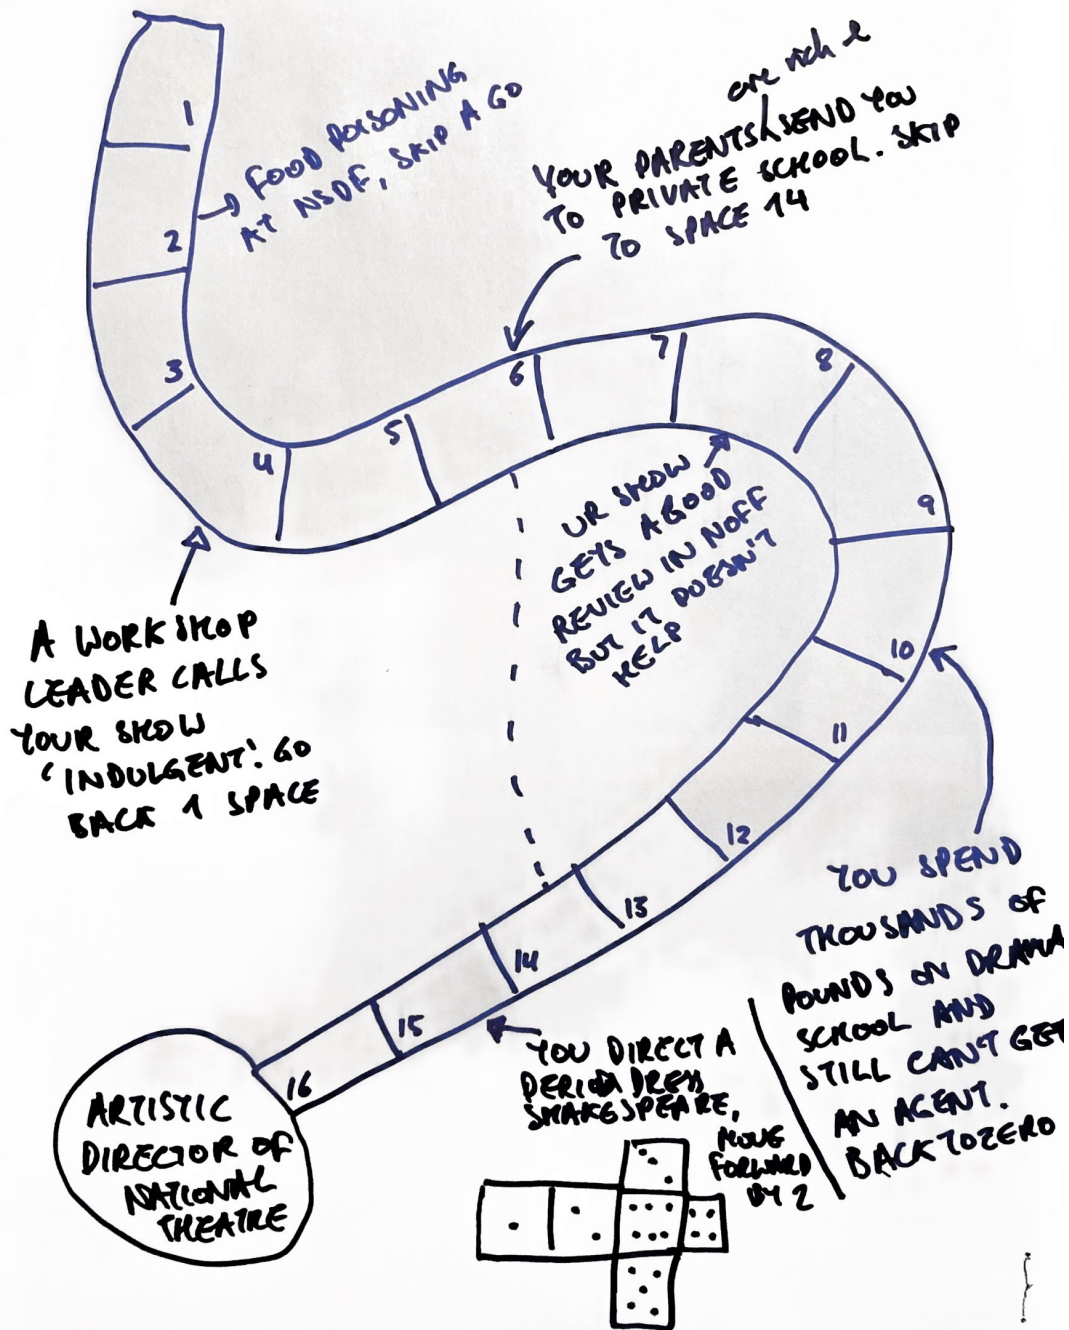 1
→ FOOD POISONING
AT NSDF, SKIP A GO
2
3
4
5
6
7
8
9
10
11
12
13
14
15
16
are rich &
YOUR PARENTS SEND YOU
TO PRIVATE SCHOOL. SKIP
TO SPACE 14
UR SHOW
GETS A GOOD
REVIEW IN NOFF
BUT IT DOESN'T
HELP
A WORKSHOP
LEADER CALLS
YOUR SHOW
'INDULGENT'. GO
BACK 1 SPACE
YOU SPEND
THOUSANDS OF
POUNDS ON DRAMA
SCHOOL AND
STILL CAN'T GET
AN AGENT.
BACK TO ZERO
YOU DIRECT A
PERIOD DRESS
SHAKESPEARE,
MOVE
FORWARD
BY 2
ARTISTIC
DIRECTOR OF
NATIONAL
THEATRE